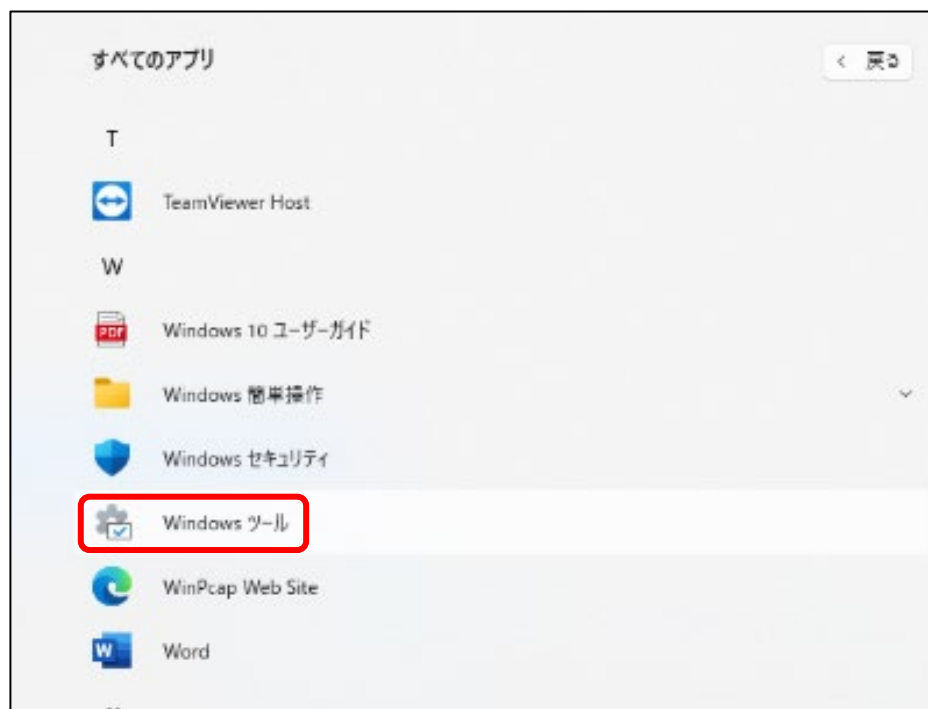 すべてのアプリ
戻る
T
TeamViewer Host
W
PDF
Windows 10 ユーザーガイド
Windows 簡単操作
Windows セキュリティ
Windows ツール
WinPcap Web Site
W
Word